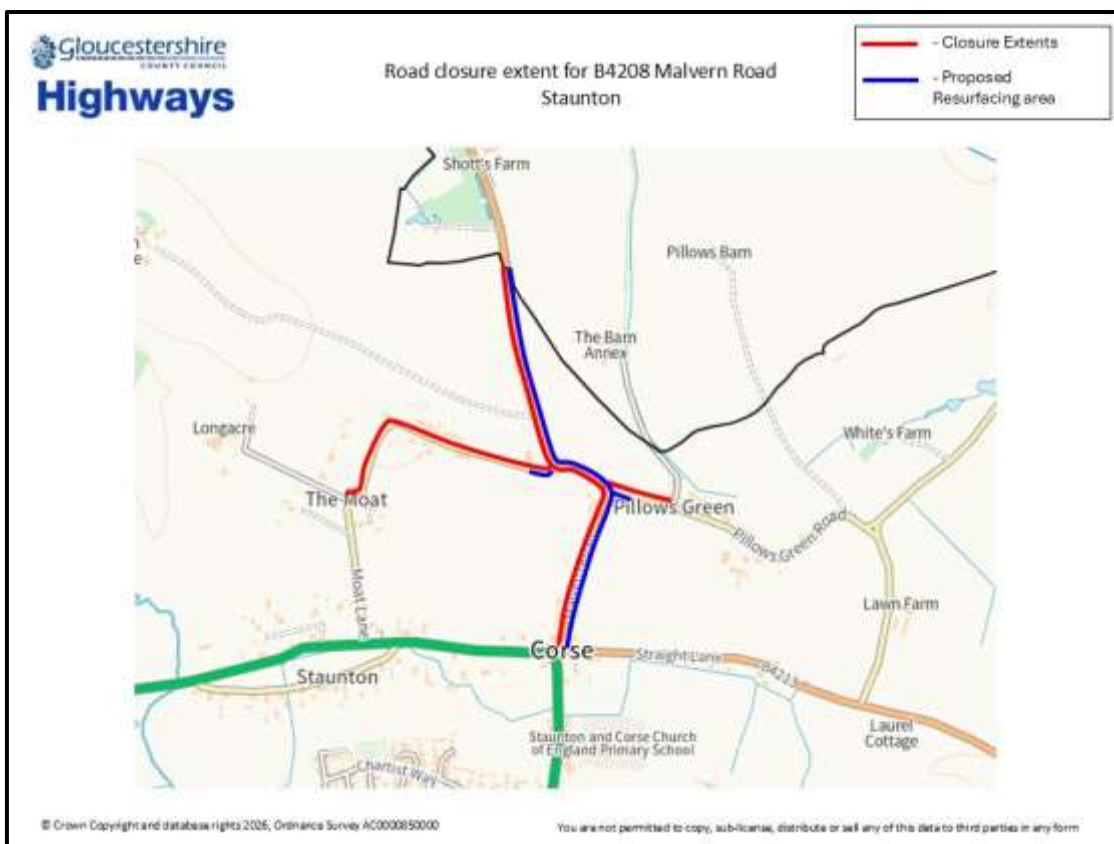 Gloucestershire
COUNTY COUNCIL
Highways
Road closure extent for B4208 Malvern Road
Staunton
- Closure Extents
- Proposed
Resurfacing area
Shott's Farm
Pillows Barn
The Barn
Annex
Longacre
White's Farm
The Moat
Pillows Green
Pillows Green Road
Moat Lane
Lawn Farm
Corse
Straight Lane
B4213
Staunton
Laurel
Cottage
Staunton and Corse Church
of England Primary School
Chartist Way
© Crown Copyright and database rights 2026, Ordnance Survey AC0000850000
You are not permitted to copy, sub-license, distribute or sell any of this data to third parties in any form